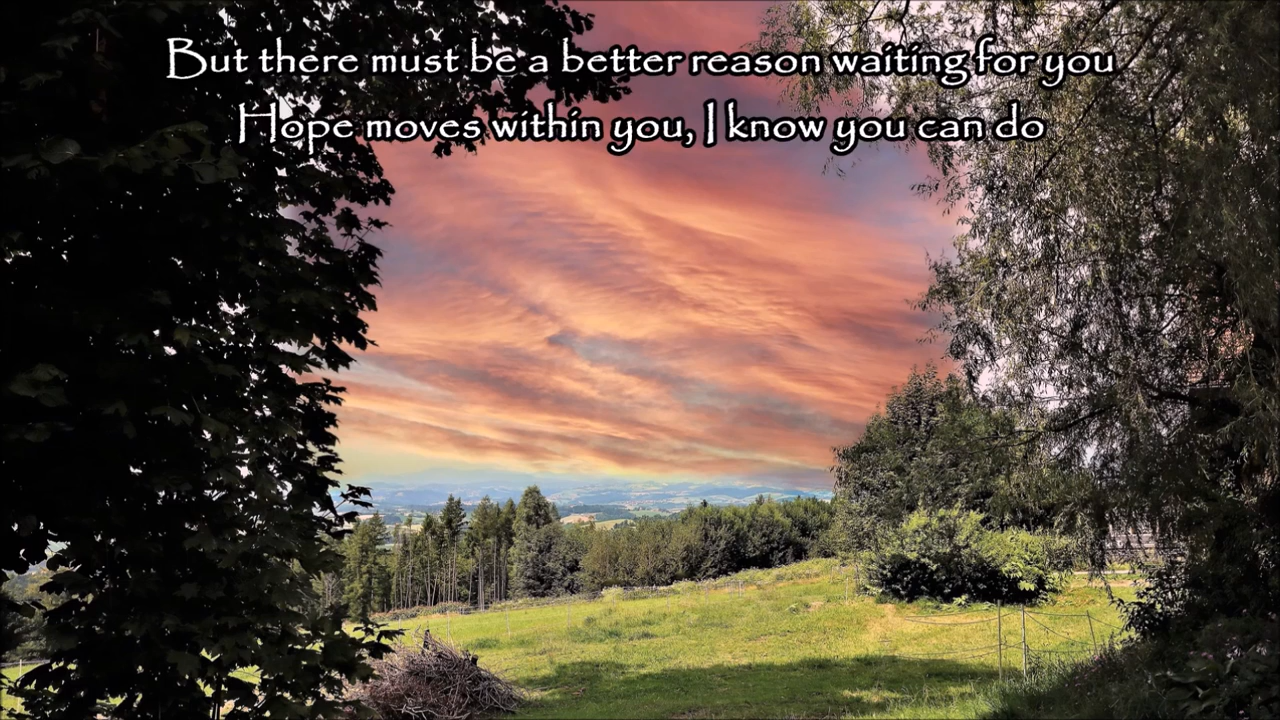 But there must be a better reason waiting for you
Hope moves within you, I know you can do